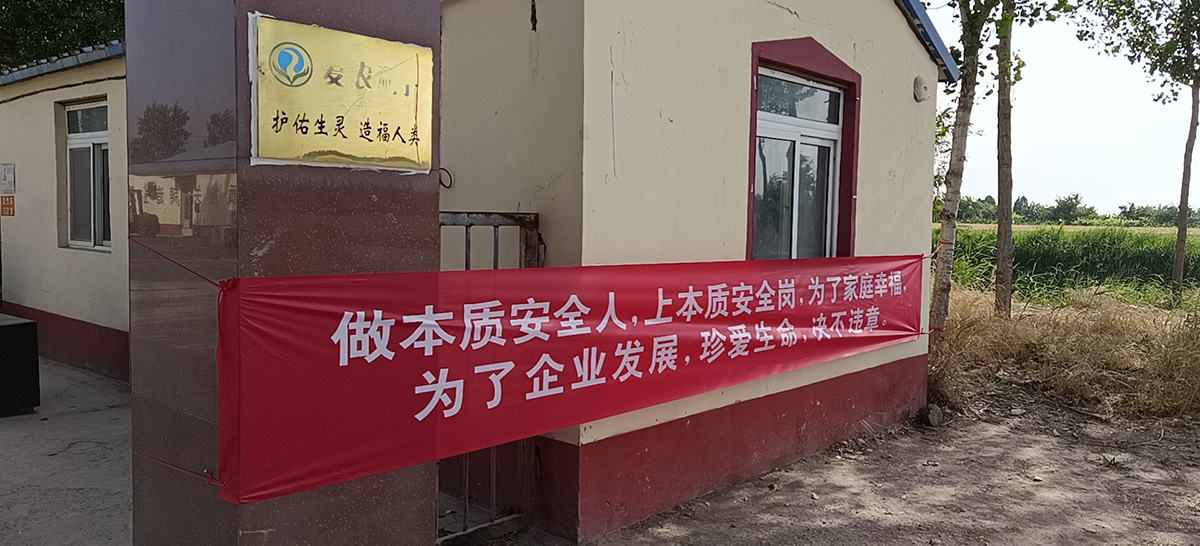 护佑生灵 造福人类
做本质安全人,上本质安全岗,为了家庭幸福,
为了企业发展,珍爱生命,决不违章。